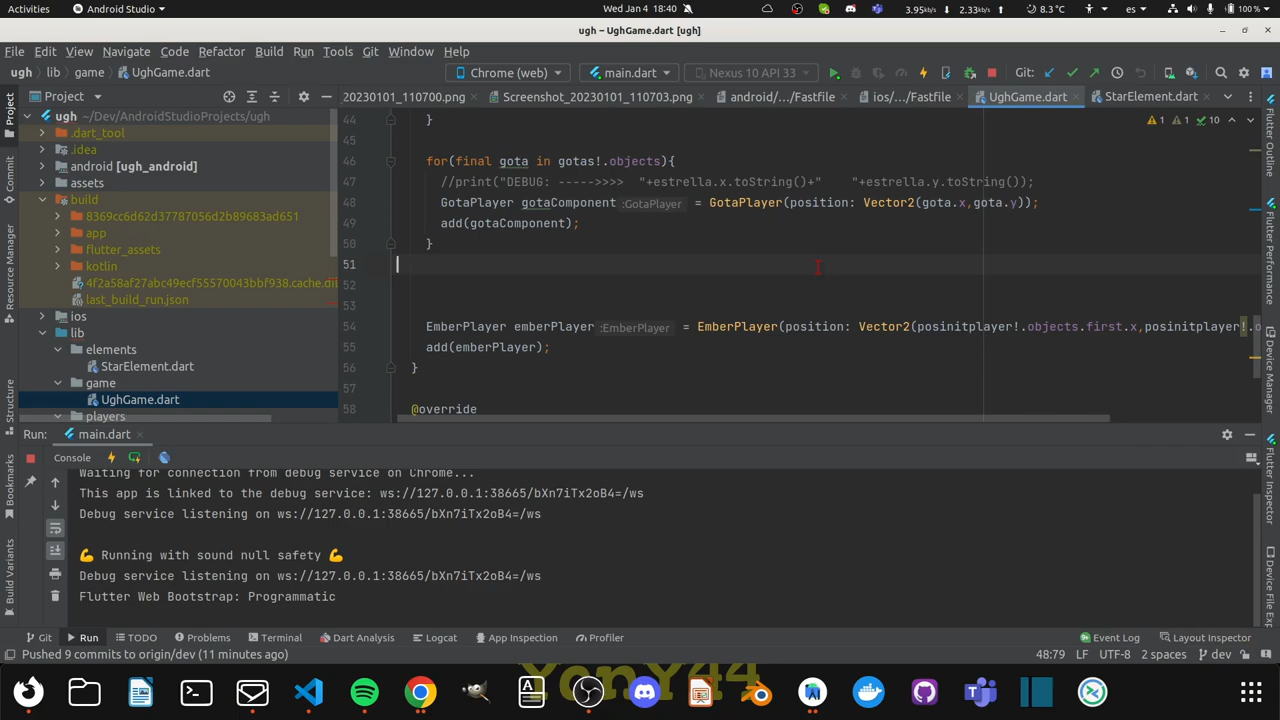 Activities Android Studio Wed Jan 4 18:40 3.95kb/s 2.33kb/s 8.3°C es 100%
ugh – UghGame.dart [ugh]
File Edit View Navigate Code Refactor Build Run Tools Git Window Help
ugh lib game UghGame.dart Chrome (web) main.dart Nexus 10 API 33 Git:
Project 20230101_110700.png Screenshot_20230101_110703.png android/.../Fastfile ios/.../Fastfile UghGame.dart StarElement.dart
ugh ~/Dev/AndroidStudioProjects/ugh
.dart_tool
.idea
android [ugh_android]
assets
build
8369cc6d62d37787056d2b89683ad651
app
flutter_assets
kotlin
4f2a58af27abc49ecf55570043bbf938.cache.dil
last_build_run.json
ios
lib
elements
StarElement.dart
game
UghGame.dart
players
1 1 10
44 }
45
46 for(final gota in gotas!.objects){
47 //print("DEBUG: ----->>>> "+estrella.x.toString()+" "+estrella.y.toString());
48 GotaPlayer gotaComponent :GotaPlayer = GotaPlayer(position: Vector2(gota.x,gota.y));
49 add(gotaComponent);
50 }
51
52
53
54 EmberPlayer emberPlayer :EmberPlayer = EmberPlayer(position: Vector2(posinitplayer!.objects.first.x,posinitplayer!.o
55 add(emberPlayer);
56 }
57
58 @override
Project
Commit
Resource Manager
Structure
Bookmarks
Build Variants
Flutter Outline
Flutter Performance
Device Manager
Flutter Inspector
Device File Exp
Run: main.dart
Console
Waiting for connection from debug service on Chrome...
This app is linked to the debug service: ws://127.0.0.1:38665/bXn7iTx2oB4=/ws
Debug service listening on ws://127.0.0.1:38665/bXn7iTx2oB4=/ws
💪 Running with sound null safety 💪
Debug service listening on ws://127.0.0.1:38665/bXn7iTx2oB4=/ws
Flutter Web Bootstrap: Programmatic
Git Run TODO Problems Terminal Dart Analysis Logcat App Inspection Profiler Event Log Layout Inspector
Pushed 9 commits to origin/dev (11 minutes ago) 48:79 LF UTF-8 2 spaces dev
YonY44